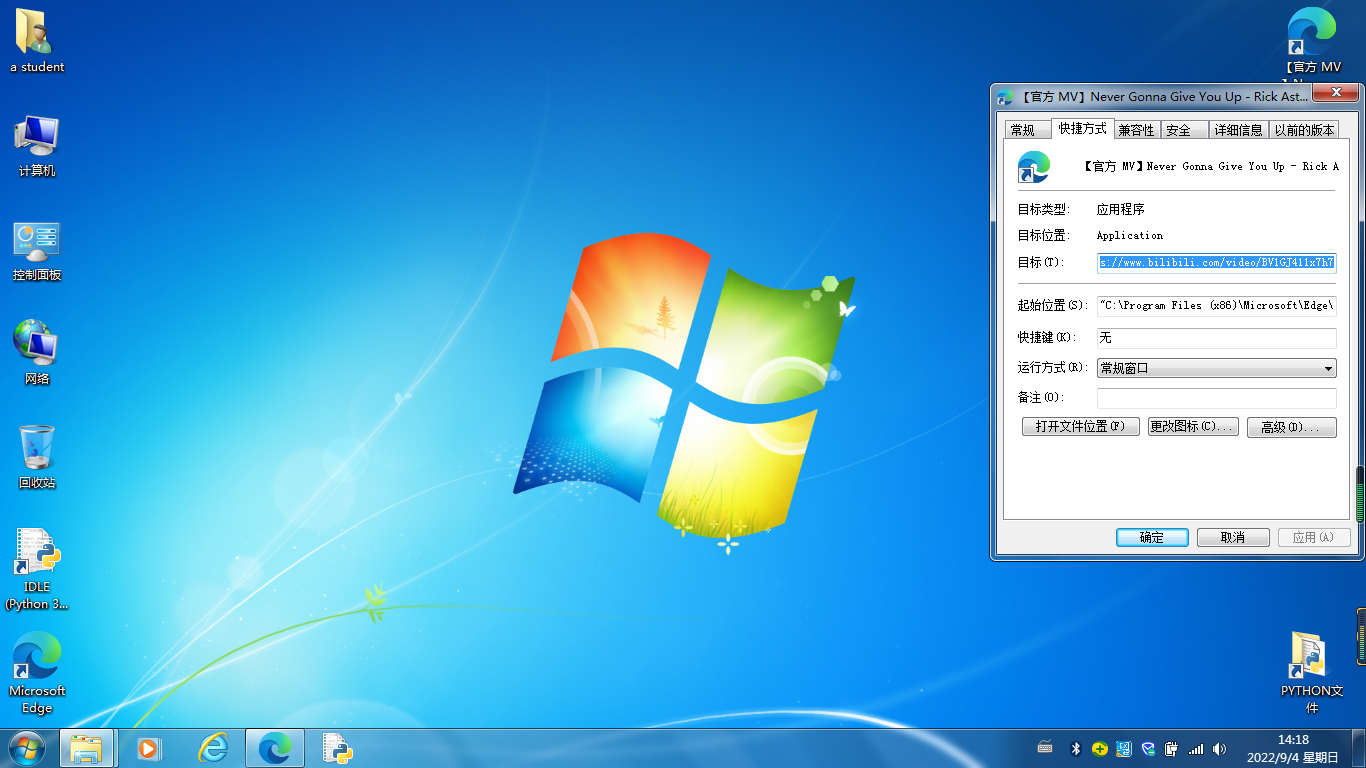 a student
计算机
控制面板
网络
回收站
IDLE
(Python 3...
Microsoft
Edge
【官方 MV
【官方 MV】Never Gonna Give You Up - Rick Ast...
常规
快捷方式
兼容性
安全
详细信息
以前的版本
【官方 MV】Never Gonna Give You Up - Rick A
目标类型:
应用程序
目标位置:
Application
目标(T):
s://www.bilibili.com/video/BV1GJ411x7h7
起始位置(S):
"C:\Program Files (x86)\Microsoft\Edge\
快捷键(K):
无
运行方式(R):
常规窗口
备注(O):
打开文件位置(F)
更改图标(C)...
高级(D)...
确定
取消
应用(A)
PYTHON文
件
14:18
2022/9/4 星期日